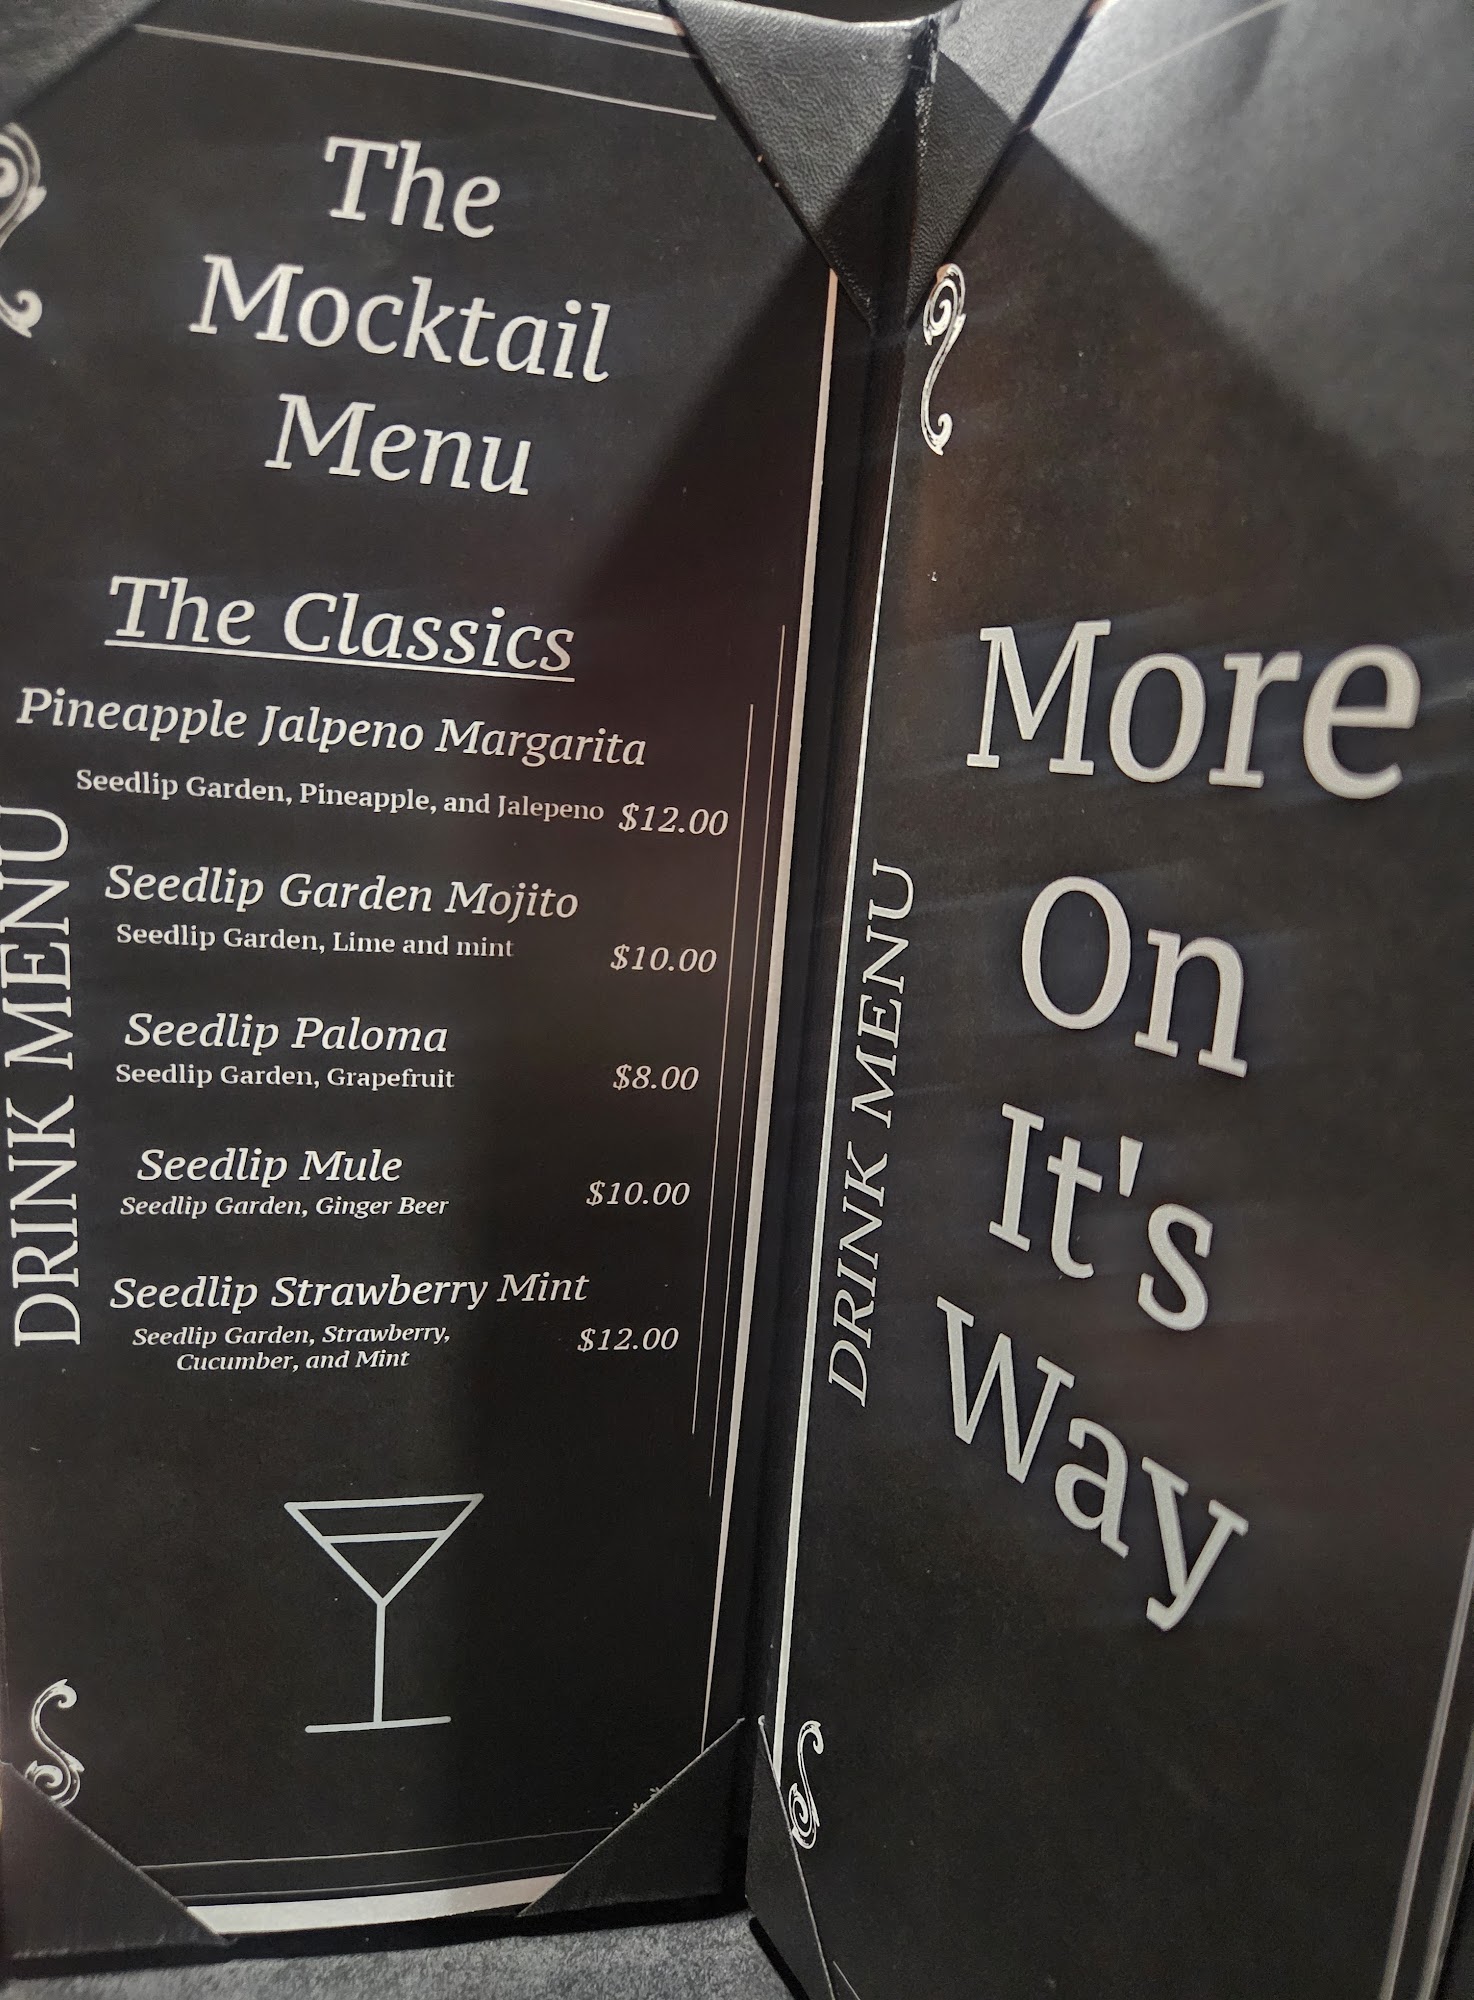 The
Mocktail
Menu
The Classics
Pineapple Jalpeno Margarita
Seedlip Garden, Pineapple, and Jalepeno $12.00
Seedlip Garden Mojito
Seedlip Garden, Lime and mint $10.00
Seedlip Paloma
Seedlip Garden, Grapefruit $8.00
Seedlip Mule
Seedlip Garden, Ginger Beer $10.00
Seedlip Strawberry Mint
Seedlip Garden, Strawberry, $12.00
Cucumber, and Mint
DRINK MENU
DRINK MENU
More
On
It's
Way